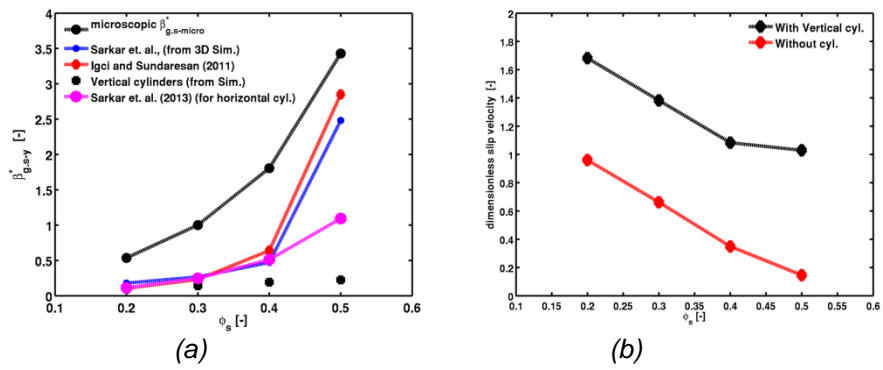 microscopic β*g.s-micro
Sarkar et. al., (from 3D Sim.)
Igci and Sundaresan (2011)
Vertical cylinders (from Sim.)
Sarkar et. al. (2013) (for horizontal cyl.)
4
3.5
3
2.5
2
1.5
1
0.5
0
β*g.s-y [-]
0.1 0.2 0.3 0.4 0.5 0.6
ϕs [-]
(a)
With Vertical cyl.
Without cyl.
2
1.8
1.6
1.4
1.2
1
0.8
0.6
0.4
0.2
0
dimensionless slip velocity [-]
0.1 0.15 0.2 0.25 0.3 0.35 0.4 0.45 0.5 0.55 0.6
ϕs [-]
(b)